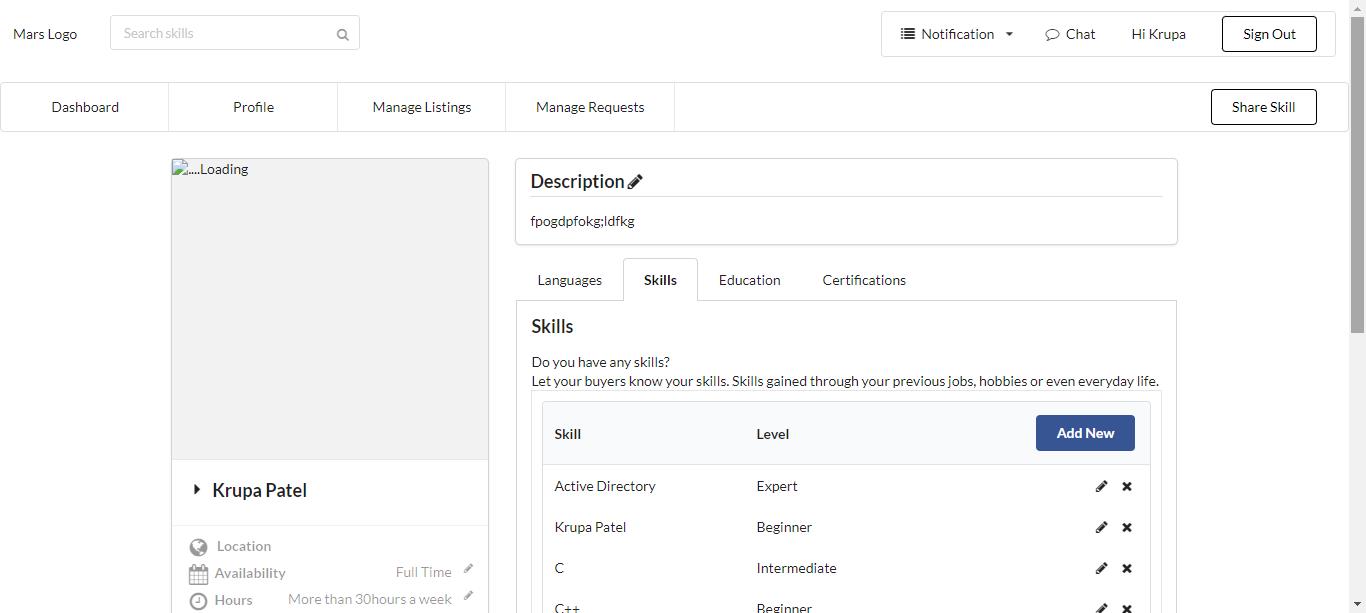 Mars Logo
Search skills
Notification
Chat
Hi Krupa
Sign Out
Dashboard
Profile
Manage Listings
Manage Requests
Share Skill
....Loading
Krupa Patel
Location
Availability
Full Time
Hours
More than 30hours a week
Description
fpogdpfokg;ldfkg
Languages
Skills
Education
Certifications
Skills
Do you have any skills?
Let your buyers know your skills. Skills gained through your previous jobs, hobbies or even everyday life.
Skill
Level
Add New
Active Directory
Expert
Krupa Patel
Beginner
C
Intermediate
C++
Beginner